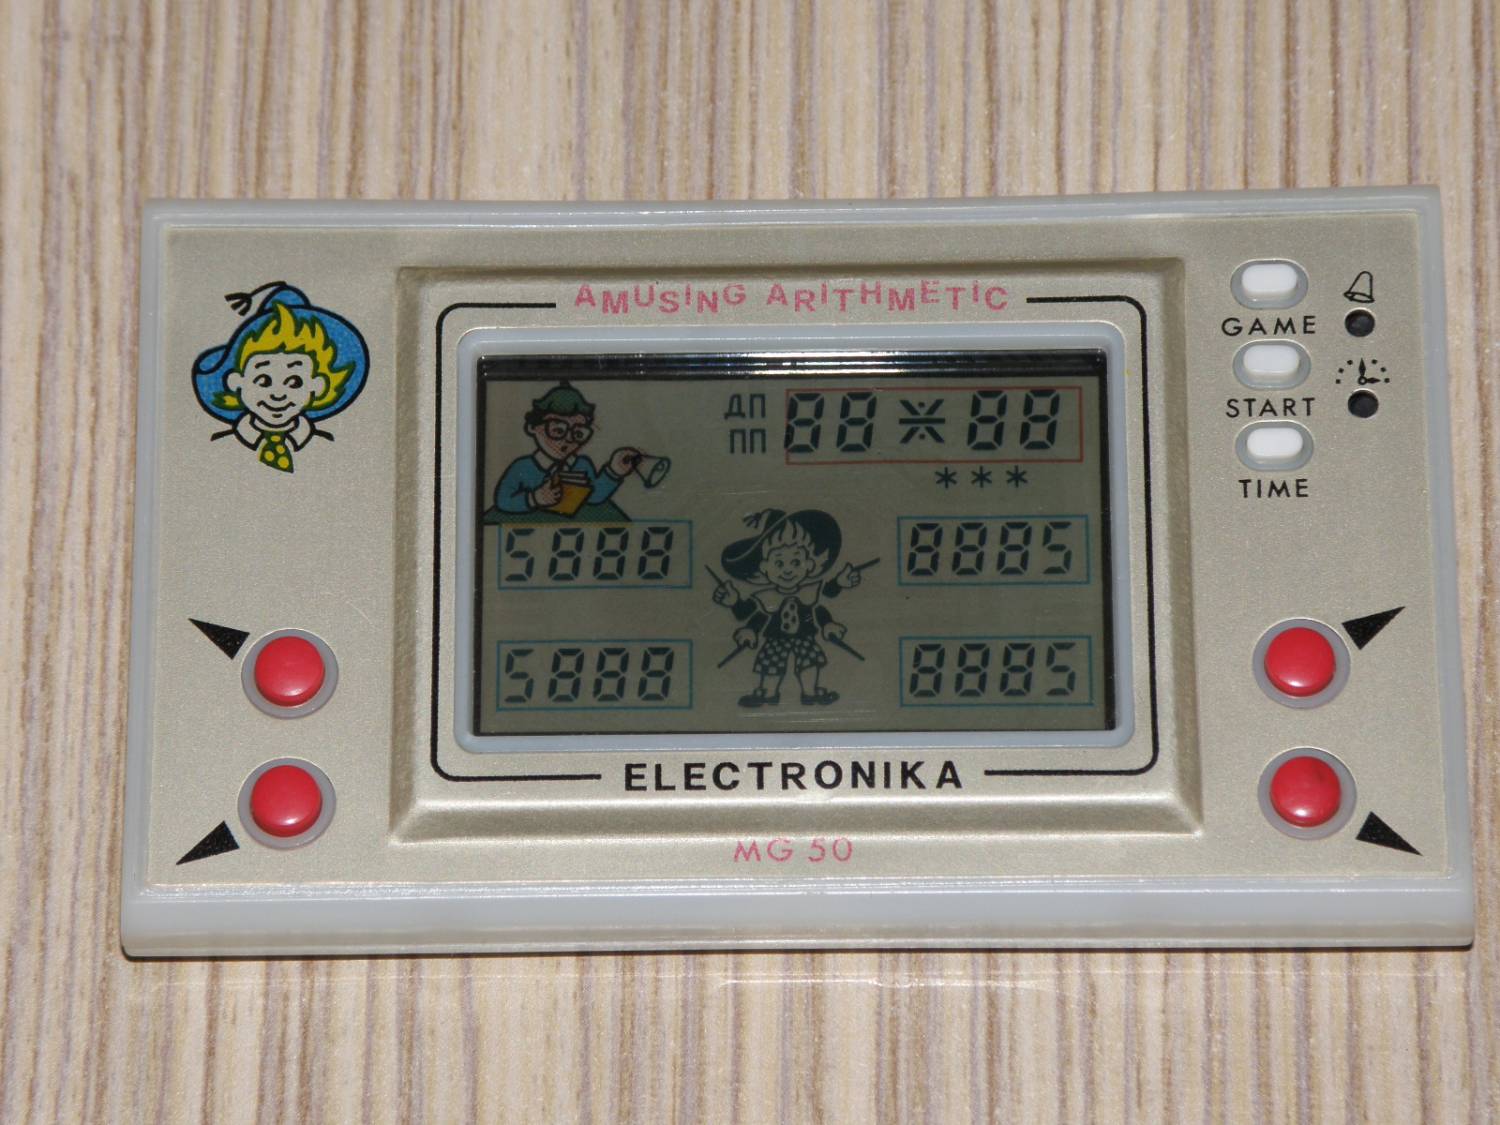 AMUSING ARITHMETIC
GAME
START
TIME
ДП 88 ※ 88
ПП
* * *
5888 8885
5888 8885
ELECTRONIKA
MG 50